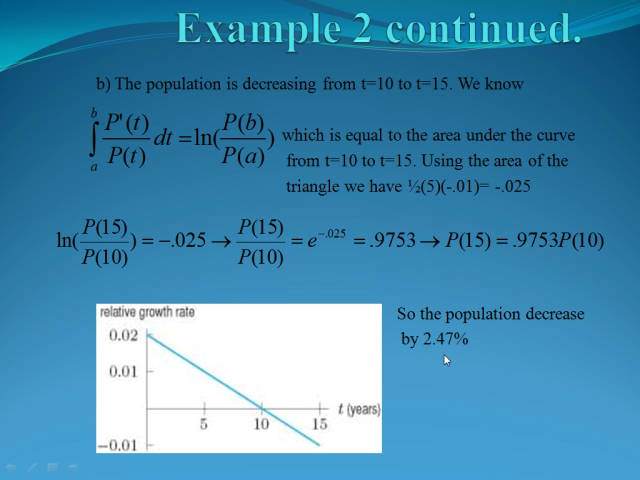 Example 2 continued.
b) The population is decreasing from t=10 to t=15. We know
∫_a^b P'(t)/P(t) dt = ln(P(b)/P(a)) which is equal to the area under the curve
from t=10 to t=15. Using the area of the
triangle we have ½(5)(-.01)= -.025
ln(P(15)/P(10)) = −.025 → P(15)/P(10) = e^{−.025} = .9753 → P(15) = .9753P(10)
So the population decrease
by 2.47%
relative growth rate
0.02
0.01
t (years)
5 10 15
−0.01